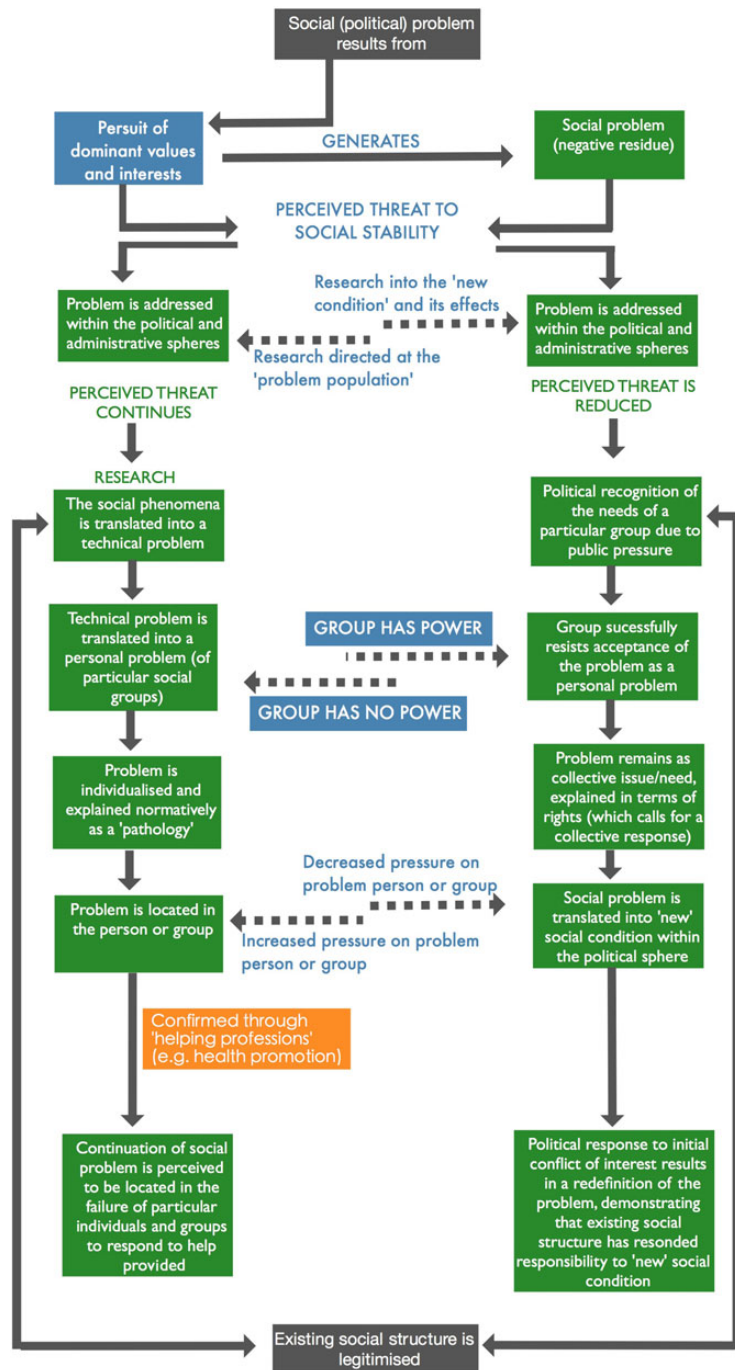 Social (political) problem
results from
Persuit of
dominant values
and interests
GENERATES
Social problem
(negative residue)
PERCEIVED THREAT TO
SOCIAL STABILITY
Problem is addressed
within the political and
administrative spheres
Research into the 'new
condition' and its effects
Research directed at the
'problem population'
Problem is addressed
within the political and
administrative spheres
PERCEIVED THREAT
CONTINUES
PERCEIVED THREAT IS
REDUCED
RESEARCH
The social phenomena
is translated into a
technical problem
Political recognition of
the needs of a
particular group due to
public pressure
Technical problem is
translated into a
personal problem (of
particular social
groups)
GROUP HAS POWER
GROUP HAS NO POWER
Group sucessfully
resists acceptance of
the problem as a
personal problem
Problem is
individualised and
explained normatively
as a 'pathology'
Problem remains as
collective issue/need,
explained in terms of
rights (which calls for a
collective response)
Problem is located in
the person or group
Decreased pressure on
problem person or group
Increased pressure on problem
person or group
Social problem is
translated into 'new'
social condition within
the political sphere
Confirmed through
'helping professions'
(e.g. health promotion)
Continuation of social
problem is perceived
to be located in the
failure of particular
individuals and groups
to respond to help
provided
Political response to initial
conflict of interest results
in a redefinition of the
problem, demonstrating
that existing social
structure has resonded
responsibility to 'new' social
condition
Existing social structure is
legitimised